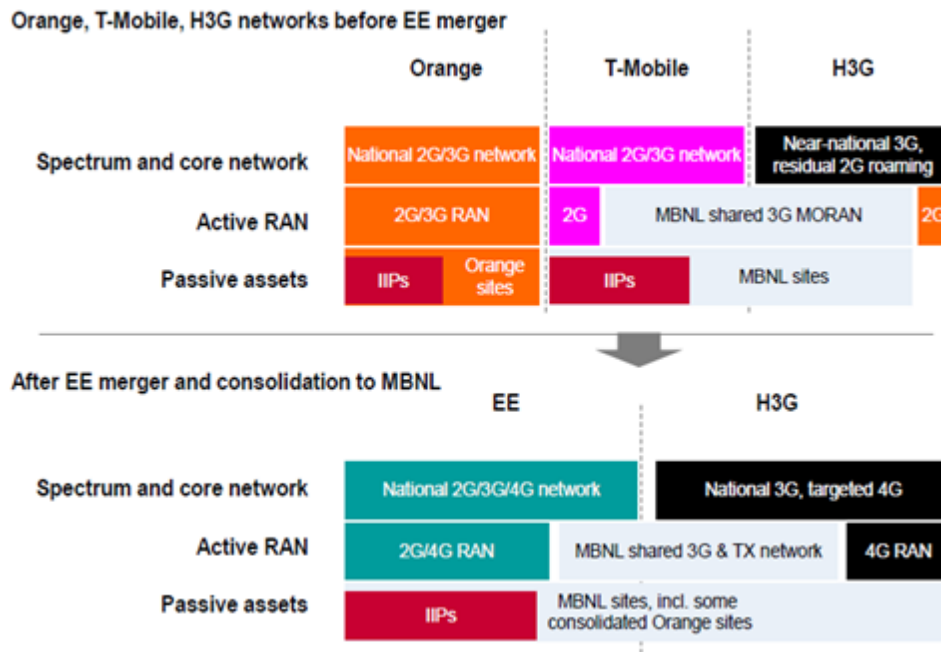 Orange, T-Mobile, H3G networks before EE merger
Orange
T-Mobile
H3G
Spectrum and core network
National 2G/3G network
National 2G/3G network
Near-national 3G,
residual 2G roaming
Active RAN
2G/3G RAN
2G
MBNL shared 3G MORAN
2G
Passive assets
IIPs
Orange
sites
IIPs
MBNL sites
After EE merger and consolidation to MBNL
EE
H3G
Spectrum and core network
National 2G/3G/4G network
National 3G, targeted 4G
Active RAN
2G/4G RAN
MBNL shared 3G & TX network
4G RAN
Passive assets
IIPs
MBNL sites, incl. some
consolidated Orange sites